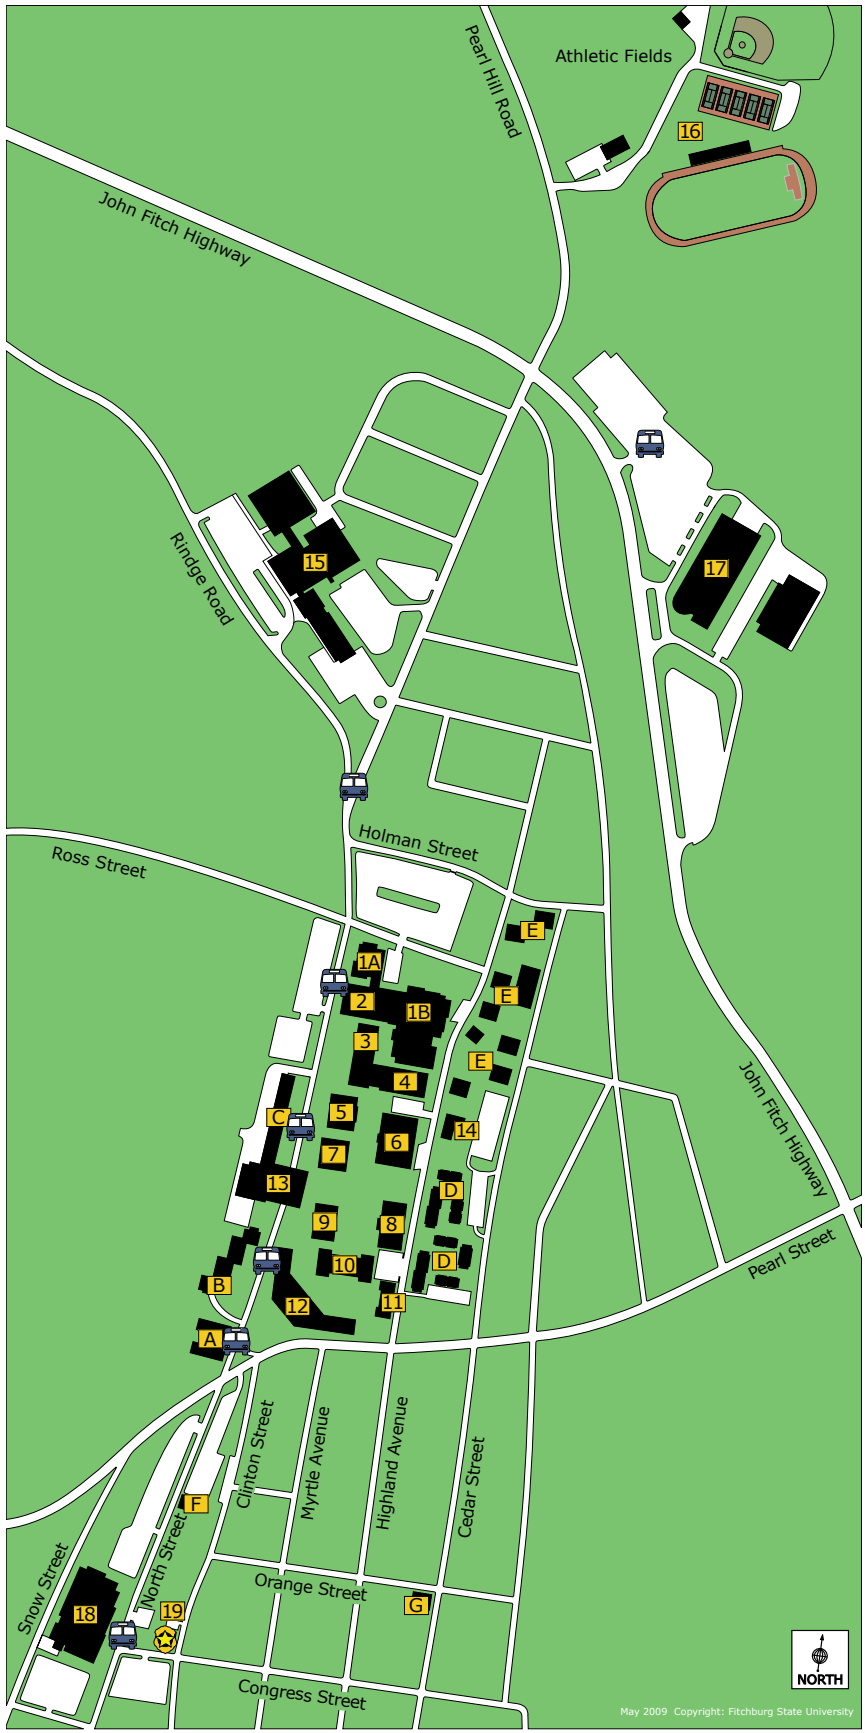 Pearl Hill Road
Athletic Fields
16
John Fitch Highway
15
17
Rindge Road
Holman Street
Ross Street
E
1A
E
2
1B
3
E
4
5
C
John Fitch Highway
14
6
7
13
D
9
8
Pearl Street
10
D
B
12
11
A
Clinton Street
Myrtle Avenue
Highland Avenue
Cedar Street
F
North Street
Snow Street
Orange Street
G
18
19
Congress Street
NORTH
May 2009 Copyright: Fitchburg State University